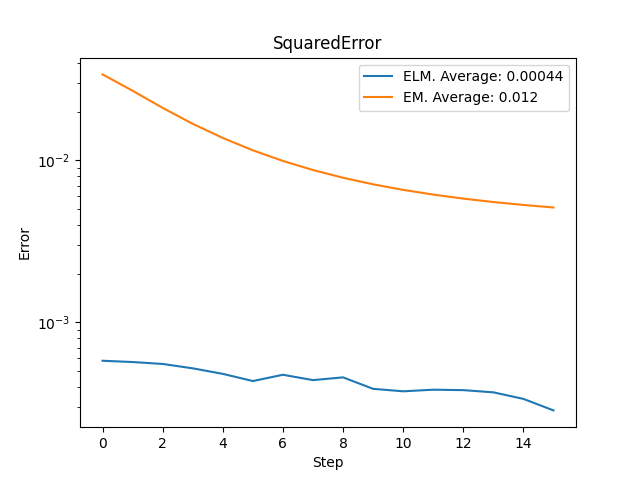 SquaredError
ELM. Average: 0.00044
EM. Average: 0.012
Error
10⁻²
10⁻³
0 2 4 6 8 10 12 14
Step